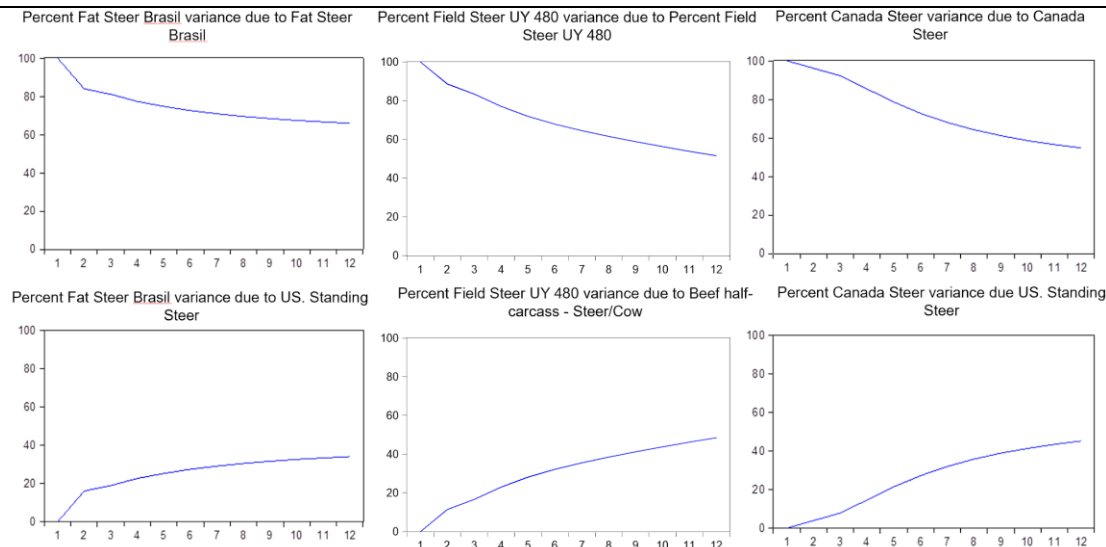 Percent Fat Steer Brasil variance due to Fat Steer
Brasil
Percent Field Steer UY 480 variance due to Percent Field
Steer UY 480
Percent Canada Steer variance due to Canada
Steer
100
80
60
40
20
0
1 2 3 4 5 6 7 8 9 10 11 12
100
80
60
40
20
0
1 2 3 4 5 6 7 8 9 10 11 12
100
80
60
40
20
0
1 2 3 4 5 6 7 8 9 10 11 12
Percent Fat Steer Brasil variance due to US. Standing
Steer
Percent Field Steer UY 480 variance due to Beef half-
carcass - Steer/Cow
Percent Canada Steer variance due US. Standing
Steer
100
80
60
40
20
0
1 2 3 4 5 6 7 8 9 10 11 12
100
80
60
40
20
0
1 2 3 4 5 6 7 8 9 10 11 12
100
80
60
40
20
0
1 2 3 4 5 6 7 8 9 10 11 12